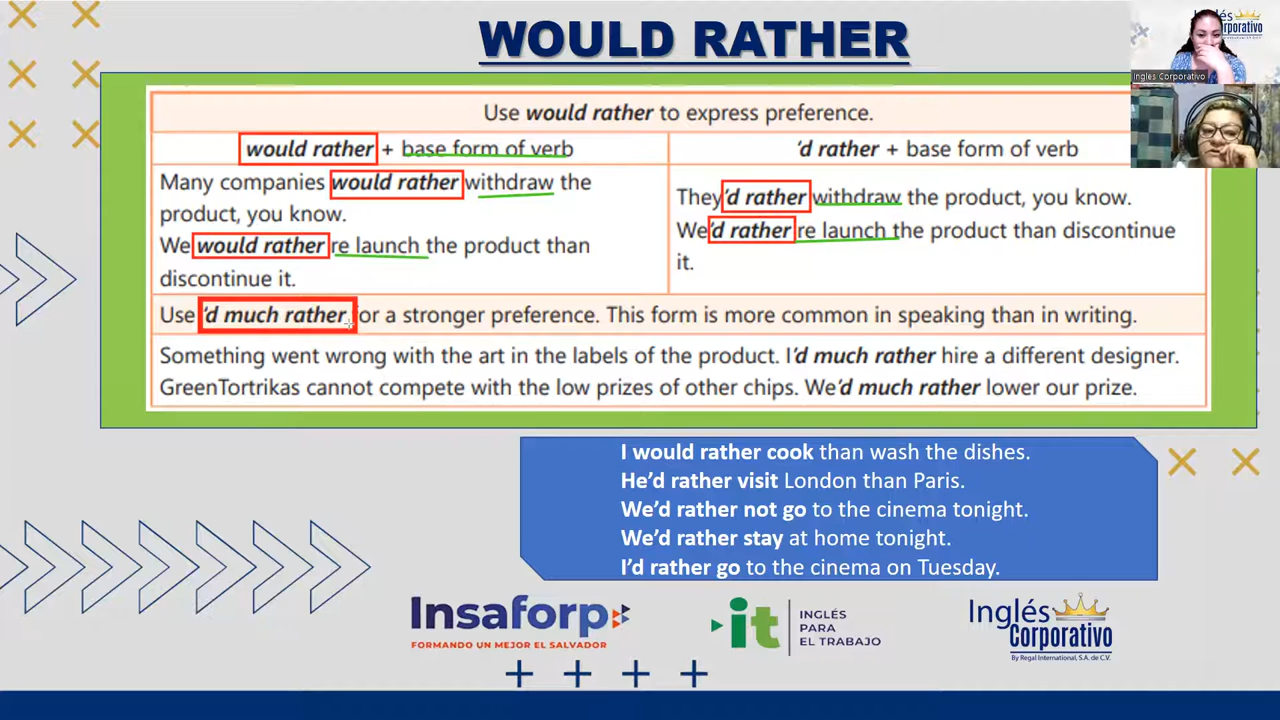 WOULD RATHER
Inglés
Corporativo
Ingles Corporativo
Use would rather to express preference.
would rather + base form of verb
'd rather + base form of verb
Many companies would rather withdraw the
product, you know.
We would rather re launch the product than
discontinue it.
They'd rather withdraw the product, you know.
We'd rather re launch the product than discontinue
it.
Use 'd much rather for a stronger preference. This form is more common in speaking than in writing.
Something went wrong with the art in the labels of the product. I'd much rather hire a different designer.
GreenTortrikas cannot compete with the low prizes of other chips. We'd much rather lower our prize.
I would rather cook than wash the dishes.
He'd rather visit London than Paris.
We'd rather not go to the cinema tonight.
We'd rather stay at home tonight.
I'd rather go to the cinema on Tuesday.
Insaforp
FORMANDO UN MEJOR EL SALVADOR
it
INGLÉS
PARA
EL TRABAJO
Inglés
Corporativo
By Regal International, S.A. de C.V.